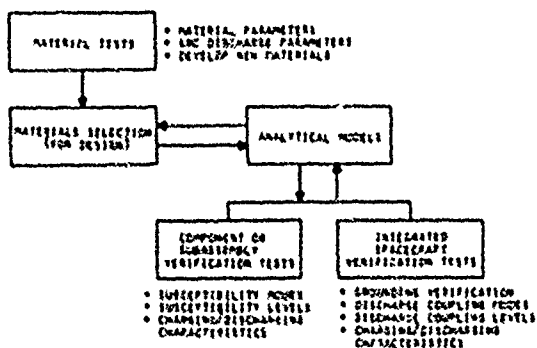 MATERIAL TESTS
• MATERIAL PARAMETERS
• ARC DISCHARGE PARAMETERS
• DEVELOP NEW MATERIALS
MATERIALS SELECTION
(FOR DESIGN)
ANALYTICAL MODELS
COMPONENT OR
SUBASSEMBLY
VERIFICATION TESTS
INTEGRATED
SPACECRAFT
VERIFICATION TESTS
• SUSCEPTIBILITY MODES
• SUSCEPTIBILITY LEVELS
• CHARGING/DISCHARGING
CHARACTERISTICS
• GROUNDING VERIFICATION
• DISCHARGE COUPLING MODES
• DISCHARGE COUPLING LEVELS
• CHARGING/DISCHARGING
CHARACTERISTICS